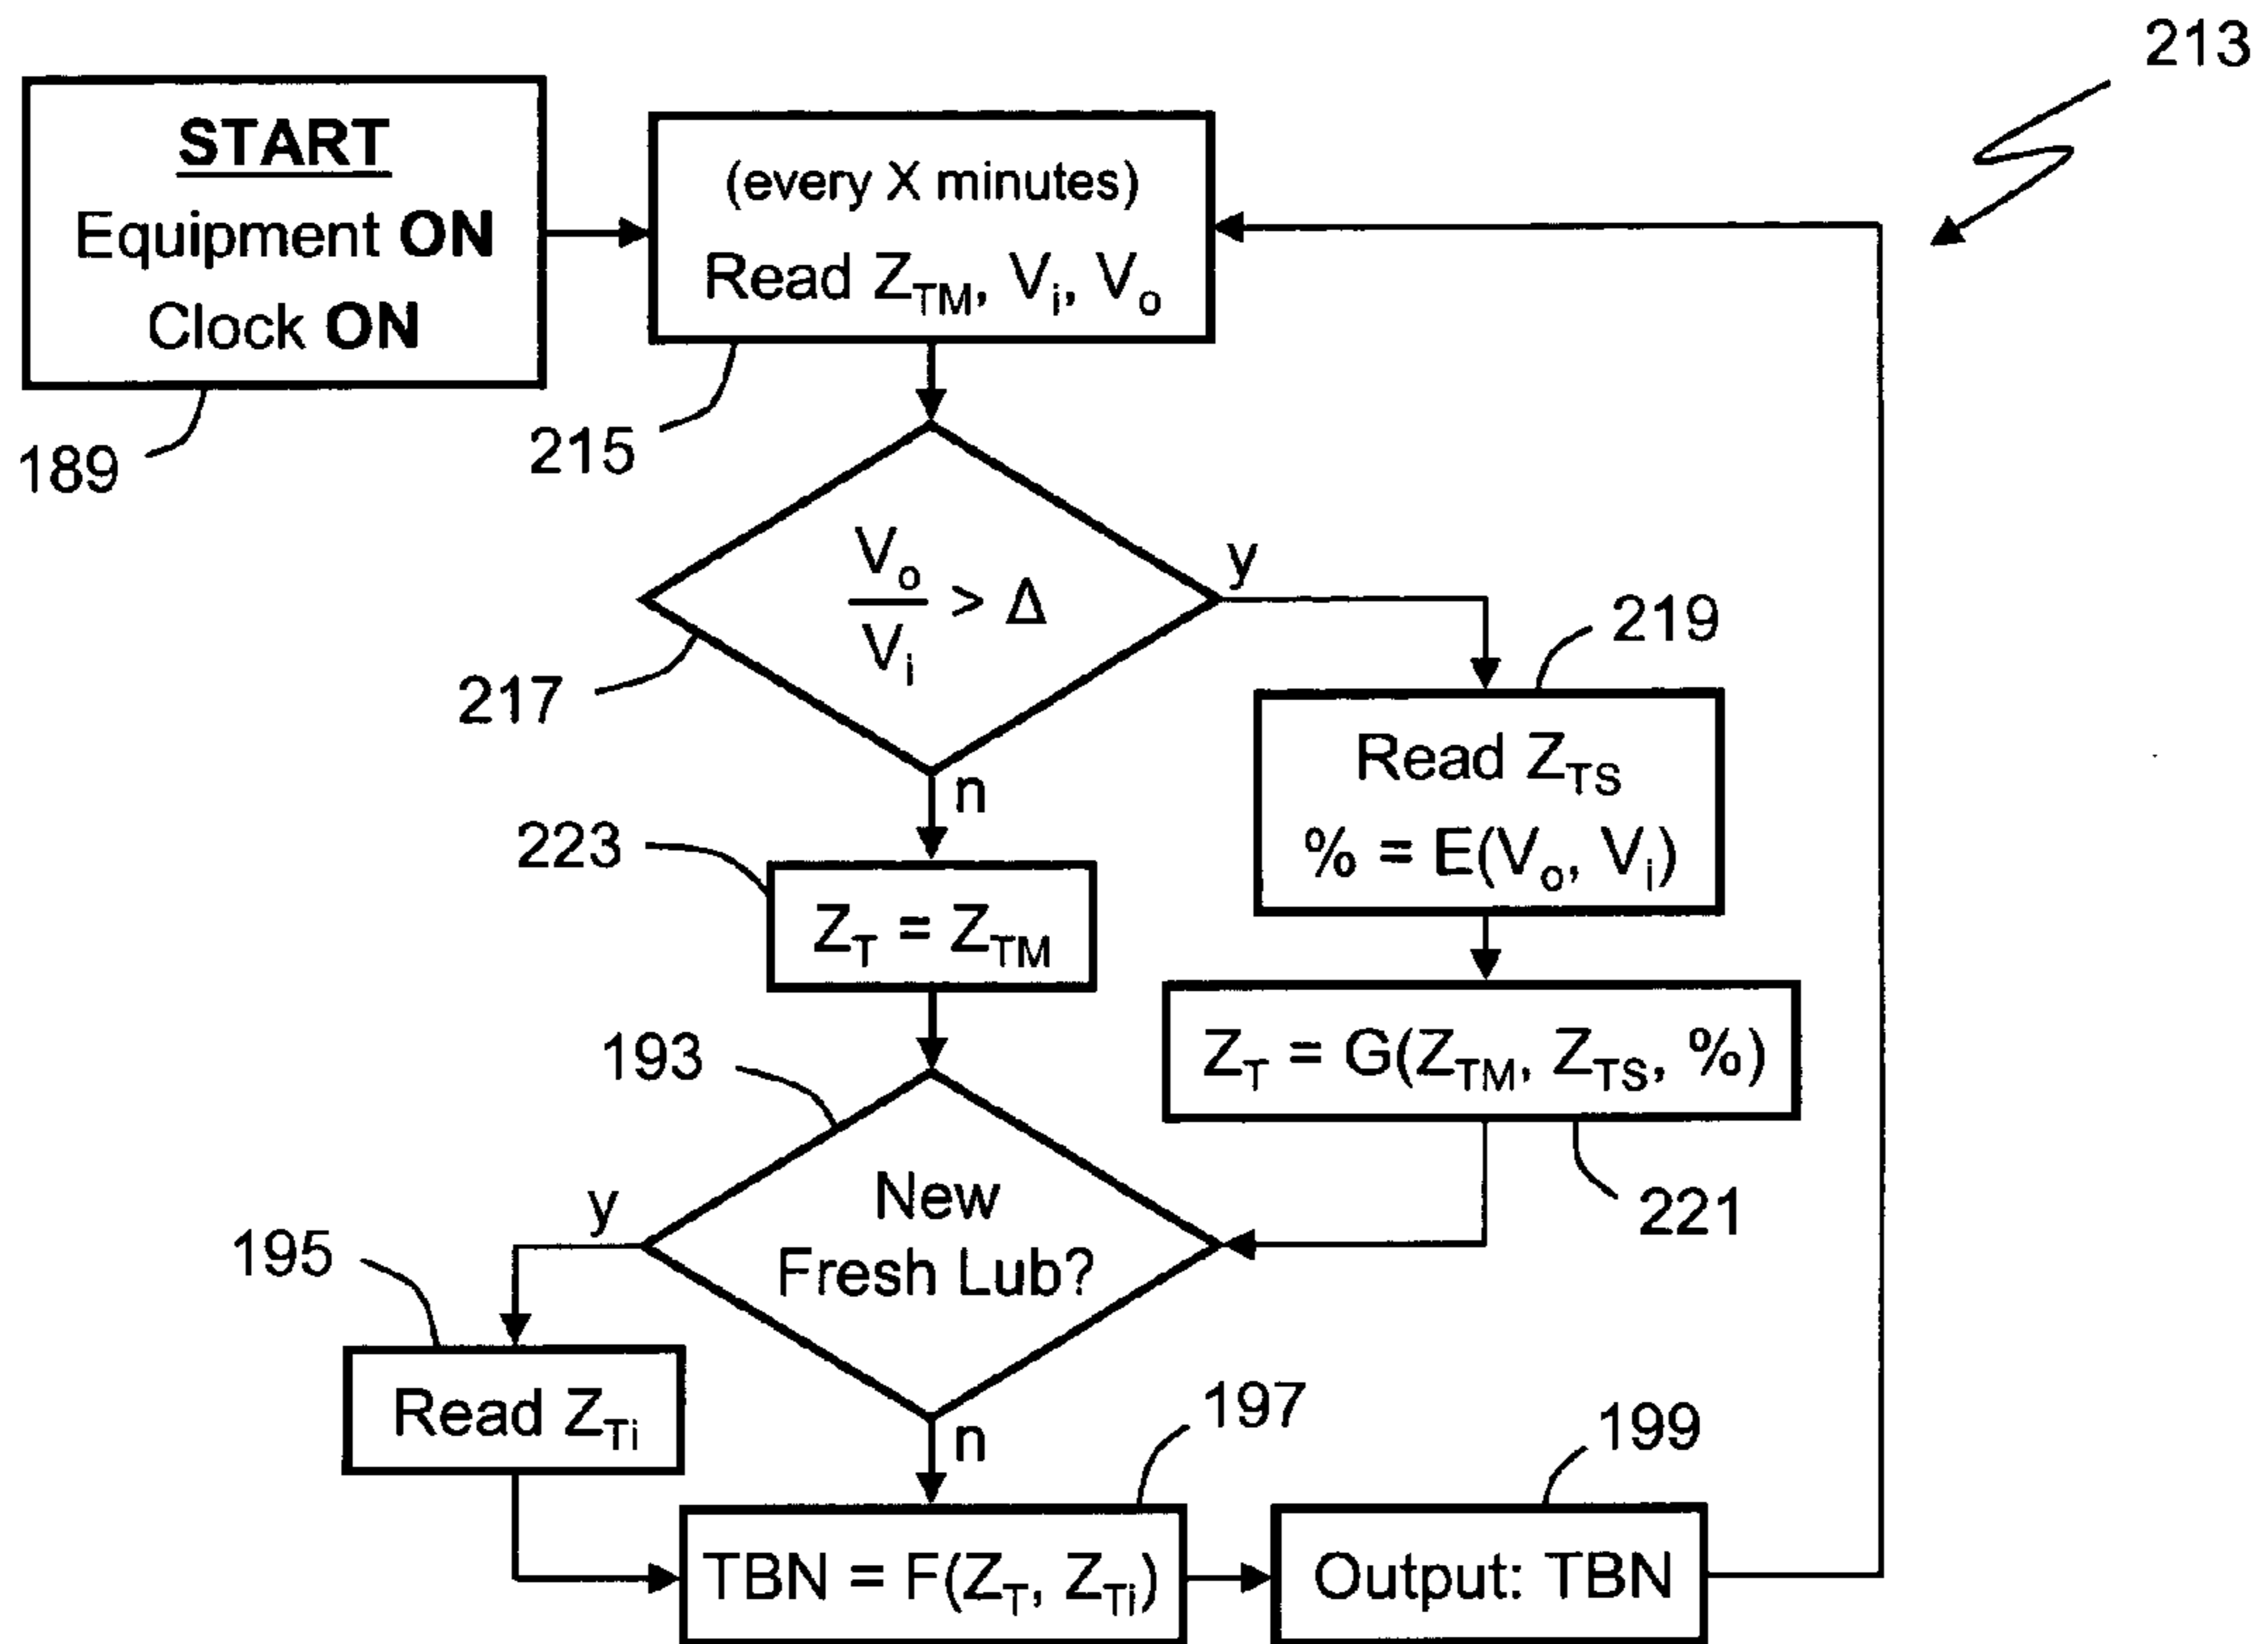 213
START
Equipment ON
Clock ON
189
(every X minutes)
Read Z_TM, V_i, V_o
215
V_o
V_i
> Δ
217
y
n
219
Read Z_TS
% = E(V_o, V_i)
223
Z_T = Z_TM
Z_T = G(Z_TM, Z_TS, %)
221
193
New
Fresh Lub?
y
n
195
Read Z_Ti
197
TBN = F(Z_T, Z_Ti)
199
Output: TBN